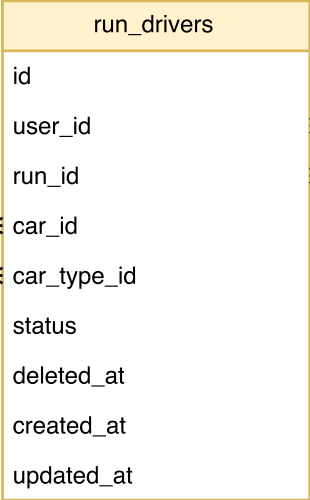 run_drivers
id
user_id
run_id
car_id
car_type_id
status
deleted_at
created_at
updated_at